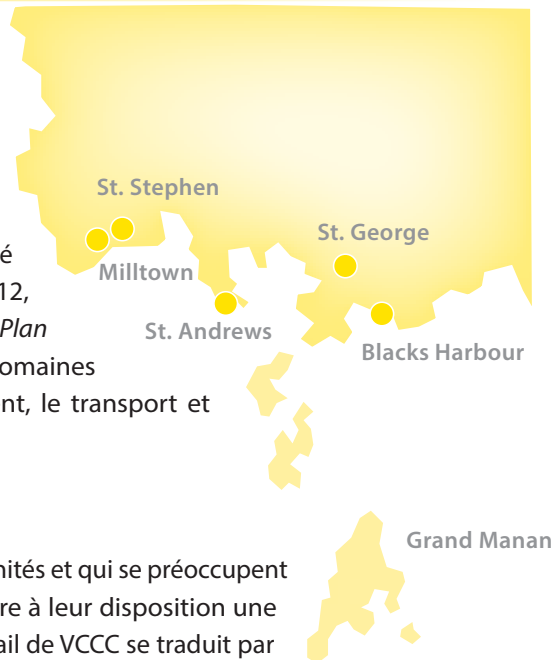 St. Stephen
St. George
Milltown
St. Andrews
Blacks Harbour
é
12,
Plan
omaines
nt, le transport et
Grand Manan
nités et qui se préoccupent
re à leur disposition une
ail de VCCC se traduit par